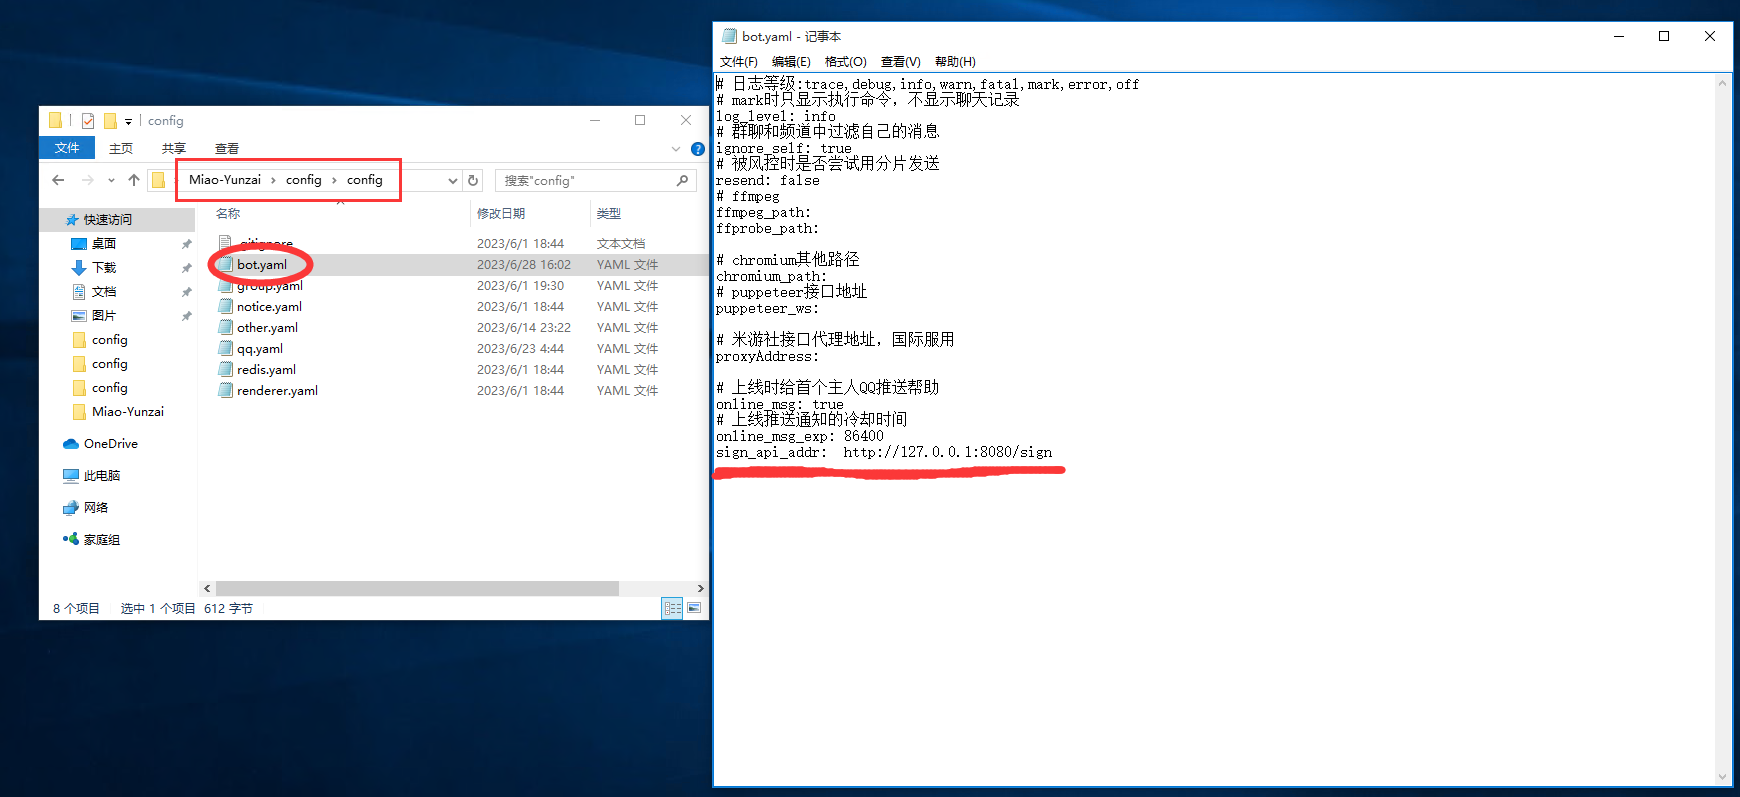 config
文件 主页 共享 查看
Miao-Yunzai > config > config
搜索"config"
快速访问
桌面
下载
文档
图片
config
config
config
Miao-Yunzai
OneDrive
此电脑
网络
家庭组
名称 修改日期 类型
.gitignore 2023/6/1 18:44 文本文档
bot.yaml 2023/6/28 16:02 YAML 文件
group.yaml 2023/6/1 19:30 YAML 文件
notice.yaml 2023/6/1 18:44 YAML 文件
other.yaml 2023/6/14 23:22 YAML 文件
qq.yaml 2023/6/23 4:44 YAML 文件
redis.yaml 2023/6/1 18:44 YAML 文件
renderer.yaml 2023/6/1 18:44 YAML 文件
8 个项目 选中 1 个项目 612 字节
bot.yaml - 记事本
文件(F) 编辑(E) 格式(O) 查看(V) 帮助(H)
# 日志等级:trace,debug,info,warn,fatal,mark,error,off
# mark时只显示执行命令，不显示聊天记录
log_level: info
# 群聊和频道中过滤自己的消息
ignore_self: true
# 被风控时是否尝试用分片发送
resend: false
# ffmpeg
ffmpeg_path:
ffprobe_path:
# chromium其他路径
chromium_path:
# puppeteer接口地址
puppeteer_ws:
# 米游社接口代理地址，国际服用
proxyAddress:
# 上线时给首个主人QQ推送帮助
online_msg: true
# 上线推送通知的冷却时间
online_msg_exp: 86400
sign_api_addr:  http://127.0.0.1:8080/sign